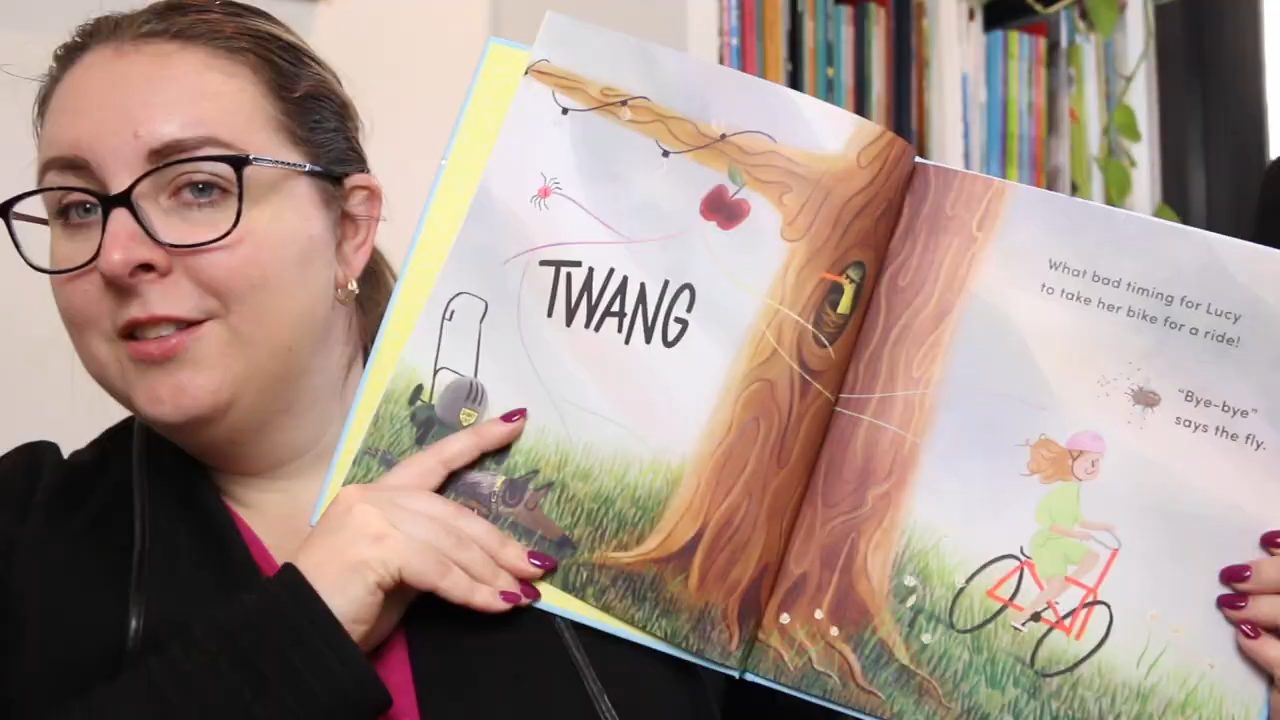 TWANG
What bad timing for Lucy
to take her bike for a ride!
"Bye-bye"
says the fly.